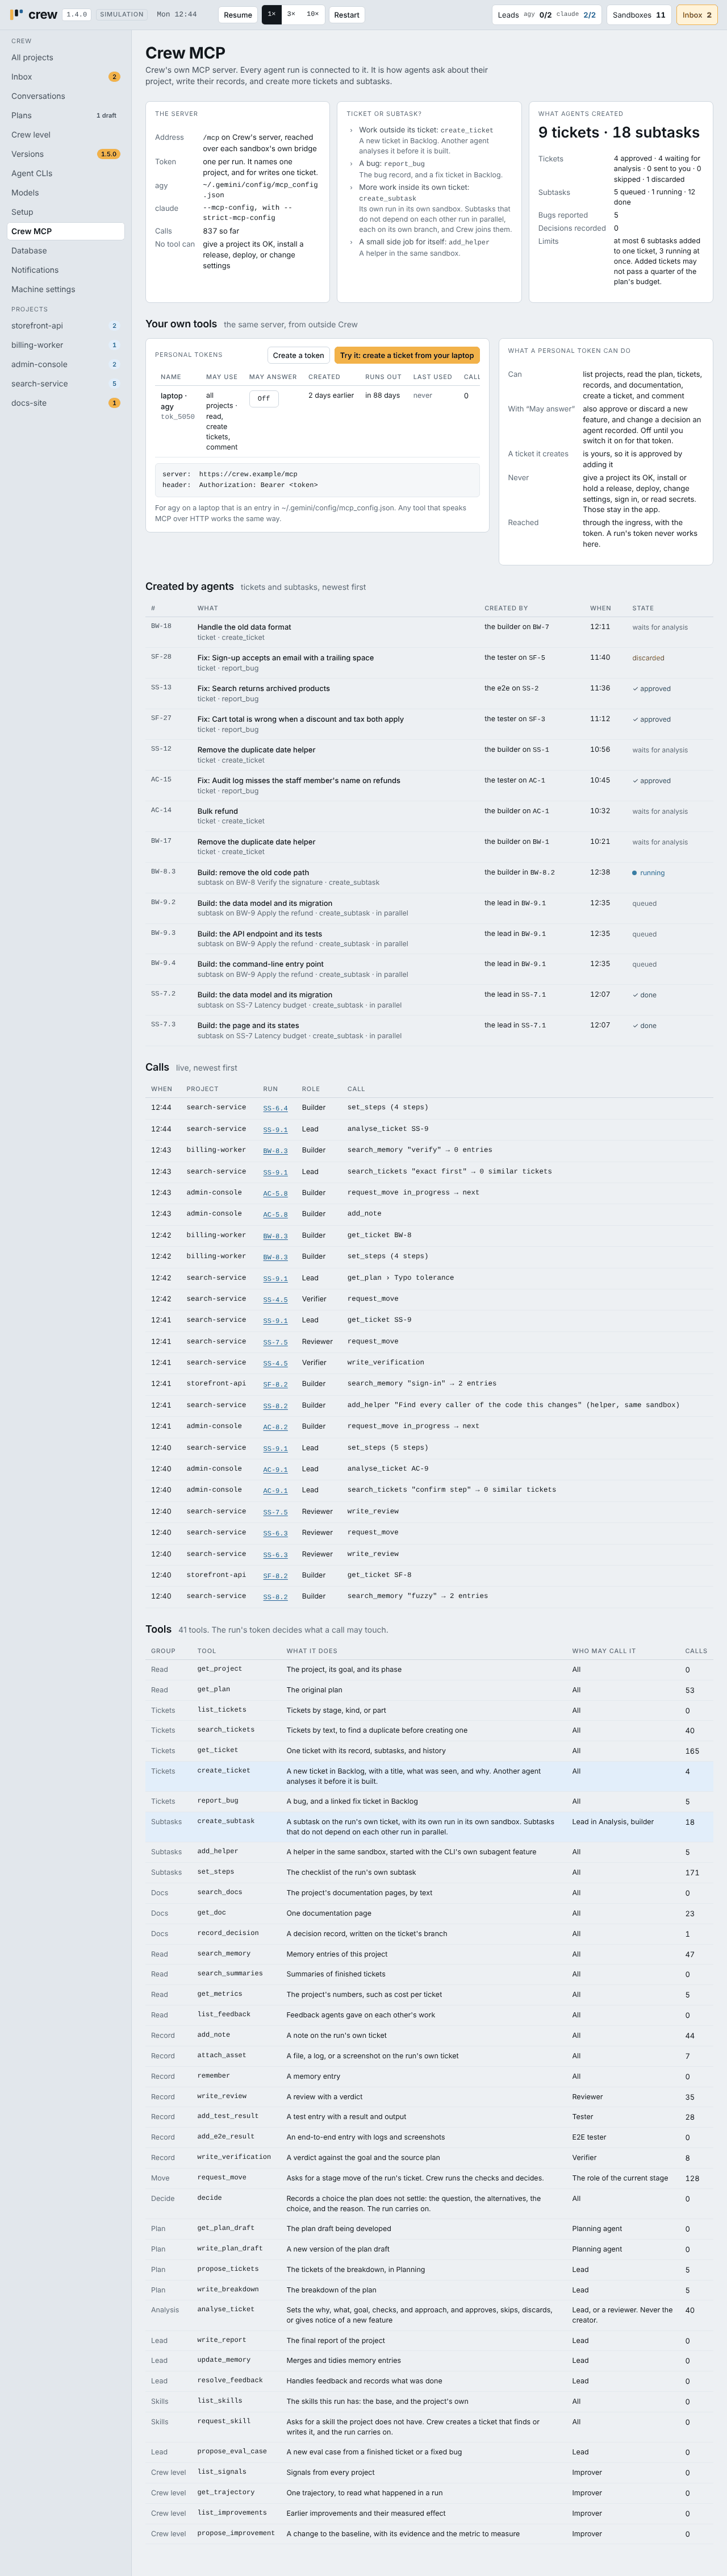 crew 1.4.0 SIMULATION Mon 12:44 Resume 1× 3× 10× Restart Leads agy 0/2 claude 2/2 Sandboxes 11 Inbox 2
CREW
All projects
Inbox 2
Conversations
Plans 1 draft
Crew level
Versions 1.5.0
Agent CLIs
Models
Setup
Crew MCP
Database
Notifications
Machine settings
PROJECTS
storefront-api 2
billing-worker 1
admin-console 2
search-service 5
docs-site 1
Crew MCP
Crew's own MCP server. Every agent run is connected to it. It is how agents ask about their
project, write their records, and create more tickets and subtasks.
THE SERVER
Address /mcp on Crew's server, reached
over each sandbox's own bridge
Token one per run. It names one
project, and for writes one ticket.
agy ~/.gemini/config/mcp_config
.json
claude --mcp-config, with --
strict-mcp-config
Calls 837 so far
No tool can give a project its OK, install a
release, deploy, or change
settings
TICKET OR SUBTASK?
› Work outside its ticket: create_ticket
A new ticket in Backlog. Another agent
analyses it before it is built.
› A bug: report_bug
The bug record, and a fix ticket in Backlog.
› More work inside its own ticket:
create_subtask
Its own run in its own sandbox. Subtasks that
do not depend on each other run in parallel,
each on its own branch, and Crew joins them.
› A small side job for itself: add_helper
A helper in the same sandbox.
WHAT AGENTS CREATED
9 tickets · 18 subtasks
Tickets 4 approved · 4 waiting for
analysis · 0 sent to you · 0
skipped · 1 discarded
Subtasks 5 queued · 1 running · 12
done
Bugs reported 5
Decisions recorded 0
Limits at most 6 subtasks added
to one ticket, 3 running at
once. Added tickets may
not pass a quarter of the
plan's budget.
Your own tools the same server, from outside Crew
PERSONAL TOKENS Create a token Try it: create a ticket from your laptop
NAME MAY USE MAY ANSWER CREATED RUNS OUT LAST USED CALL
laptop · agy tok_5050 all projects · read, create tickets, comment Off 2 days earlier in 88 days never 0
server: https://crew.example/mcp
header: Authorization: Bearer <token>
For agy on a laptop that is an entry in ~/.gemini/config/mcp_config.json. Any tool that speaks
MCP over HTTP works the same way.
WHAT A PERSONAL TOKEN CAN DO
Can list projects, read the plan, tickets,
records, and documentation,
create a ticket, and comment
With “May answer” also approve or discard a new
feature, and change a decision an
agent recorded. Off until you
switch it on for that token.
A ticket it creates is yours, so it is approved by
adding it
Never give a project its OK, install or
hold a release, deploy, change
settings, sign in, or read secrets.
Those stay in the app.
Reached through the ingress, with the
token. A run's token never works
here.
Created by agents tickets and subtasks, newest first
# WHAT CREATED BY WHEN STATE
BW-18 Handle the old data format the builder on BW-7 12:11 waits for analysis
ticket · create_ticket
SF-28 Fix: Sign-up accepts an email with a trailing space the tester on SF-5 11:40 discarded
ticket · report_bug
SS-13 Fix: Search returns archived products the e2e on SS-2 11:36 ✓ approved
ticket · report_bug
SF-27 Fix: Cart total is wrong when a discount and tax both apply the tester on SF-3 11:12 ✓ approved
ticket · report_bug
SS-12 Remove the duplicate date helper the builder on SS-1 10:56 waits for analysis
ticket · create_ticket
AC-15 Fix: Audit log misses the staff member's name on refunds the tester on AC-1 10:45 ✓ approved
ticket · report_bug
AC-14 Bulk refund the builder on AC-1 10:32 waits for analysis
ticket · create_ticket
BW-17 Remove the duplicate date helper the builder on BW-1 10:21 waits for analysis
ticket · create_ticket
BW-8.3 Build: remove the old code path the builder in BW-8.2 12:38 running
subtask on BW-8 Verify the signature · create_subtask
BW-9.2 Build: the data model and its migration the lead in BW-9.1 12:35 queued
subtask on BW-9 Apply the refund · create_subtask · in parallel
BW-9.3 Build: the API endpoint and its tests the lead in BW-9.1 12:35 queued
subtask on BW-9 Apply the refund · create_subtask · in parallel
BW-9.4 Build: the command-line entry point the lead in BW-9.1 12:35 queued
subtask on BW-9 Apply the refund · create_subtask · in parallel
SS-7.2 Build: the data model and its migration the lead in SS-7.1 12:07 ✓ done
subtask on SS-7 Latency budget · create_subtask · in parallel
SS-7.3 Build: the page and its states the lead in SS-7.1 12:07 ✓ done
subtask on SS-7 Latency budget · create_subtask · in parallel
Calls live, newest first
WHEN PROJECT RUN ROLE CALL
12:44 search-service SS-6.4 Builder set_steps (4 steps)
12:44 search-service SS-9.1 Lead analyse_ticket SS-9
12:43 billing-worker BW-8.3 Builder search_memory "verify" → 0 entries
12:43 search-service SS-9.1 Lead search_tickets "exact first" → 0 similar tickets
12:43 admin-console AC-5.8 Builder request_move in_progress → next
12:43 admin-console AC-5.8 Builder add_note
12:42 billing-worker BW-8.3 Builder get_ticket BW-8
12:42 billing-worker BW-8.3 Builder set_steps (4 steps)
12:42 search-service SS-9.1 Lead get_plan › Typo tolerance
12:42 search-service SS-4.5 Verifier request_move
12:41 search-service SS-9.1 Lead get_ticket SS-9
12:41 search-service SS-7.5 Reviewer request_move
12:41 search-service SS-4.5 Verifier write_verification
12:41 storefront-api SF-8.2 Builder search_memory "sign-in" → 2 entries
12:41 search-service SS-8.2 Builder add_helper "Find every caller of the code this changes" (helper, same sandbox)
12:41 admin-console AC-8.2 Builder request_move in_progress → next
12:40 search-service SS-9.1 Lead set_steps (5 steps)
12:40 admin-console AC-9.1 Lead analyse_ticket AC-9
12:40 admin-console AC-9.1 Lead search_tickets "confirm step" → 0 similar tickets
12:40 search-service SS-7.5 Reviewer write_review
12:40 search-service SS-6.3 Reviewer request_move
12:40 search-service SS-6.3 Reviewer write_review
12:40 storefront-api SF-8.2 Builder get_ticket SF-8
12:40 search-service SS-8.2 Builder search_memory "fuzzy" → 2 entries
Tools 41 tools. The run's token decides what a call may touch.
GROUP TOOL WHAT IT DOES WHO MAY CALL IT CALLS
Read get_project The project, its goal, and its phase All 0
Read get_plan The original plan All 53
Tickets list_tickets Tickets by stage, kind, or part All 0
Tickets search_tickets Tickets by text, to find a duplicate before creating one All 40
Tickets get_ticket One ticket with its record, subtasks, and history All 165
Tickets create_ticket A new ticket in Backlog, with a title, what was seen, and why. Another agent All 4
analyses it before it is built.
Tickets report_bug A bug, and a linked fix ticket in Backlog All 5
Subtasks create_subtask A subtask on the run's own ticket, with its own run in its own sandbox. Subtasks Lead in Analysis, builder 18
that do not depend on each other run in parallel.
Subtasks add_helper A helper in the same sandbox, started with the CLI's own subagent feature All 5
Subtasks set_steps The checklist of the run's own subtask All 171
Docs search_docs The project's documentation pages, by text All 0
Docs get_doc One documentation page All 23
Docs record_decision A decision record, written on the ticket's branch All 1
Read search_memory Memory entries of this project All 47
Read search_summaries Summaries of finished tickets All 0
Read get_metrics The project's numbers, such as cost per ticket All 5
Read list_feedback Feedback agents gave on each other's work All 0
Record add_note A note on the run's own ticket All 44
Record attach_asset A file, a log, or a screenshot on the run's own ticket All 7
Record remember A memory entry All 0
Record write_review A review with a verdict Reviewer 35
Record add_test_result A test entry with a result and output Tester 28
Record add_e2e_result An end-to-end entry with logs and screenshots E2E tester 0
Record write_verification A verdict against the goal and the source plan Verifier 8
Move request_move Asks for a stage move of the run's ticket. Crew runs the checks and decides. The role of the current stage 128
Decide decide Records a choice the plan does not settle: the question, the alternatives, the All 0
choice, and the reason. The run carries on.
Plan get_plan_draft The plan draft being developed Planning agent 0
Plan write_plan_draft A new version of the plan draft Planning agent 0
Plan propose_tickets The tickets of the breakdown, in Planning Lead 5
Plan write_breakdown The breakdown of the plan Lead 5
Analysis analyse_ticket Sets the why, what, goal, checks, and approach, and approves, skips, discards, Lead, or a reviewer. Never the 40
or gives notice of a new feature creator.
Lead write_report The final report of the project Lead 0
Lead update_memory Merges and tidies memory entries Lead 0
Lead resolve_feedback Handles feedback and records what was done Lead 0
Skills list_skills The skills this run has: the base, and the project's own All 0
Skills request_skill Asks for a skill the project does not have. Crew creates a ticket that finds or All 0
writes it, and the run carries on.
Lead propose_eval_case A new eval case from a finished ticket or a fixed bug Lead 0
Crew level list_signals Signals from every project Improver 0
Crew level get_trajectory One trajectory, to read what happened in a run Improver 0
Crew level list_improvements Earlier improvements and their measured effect Improver 0
Crew level propose_improvement A change to the baseline, with its evidence and the metric to measure Improver 0